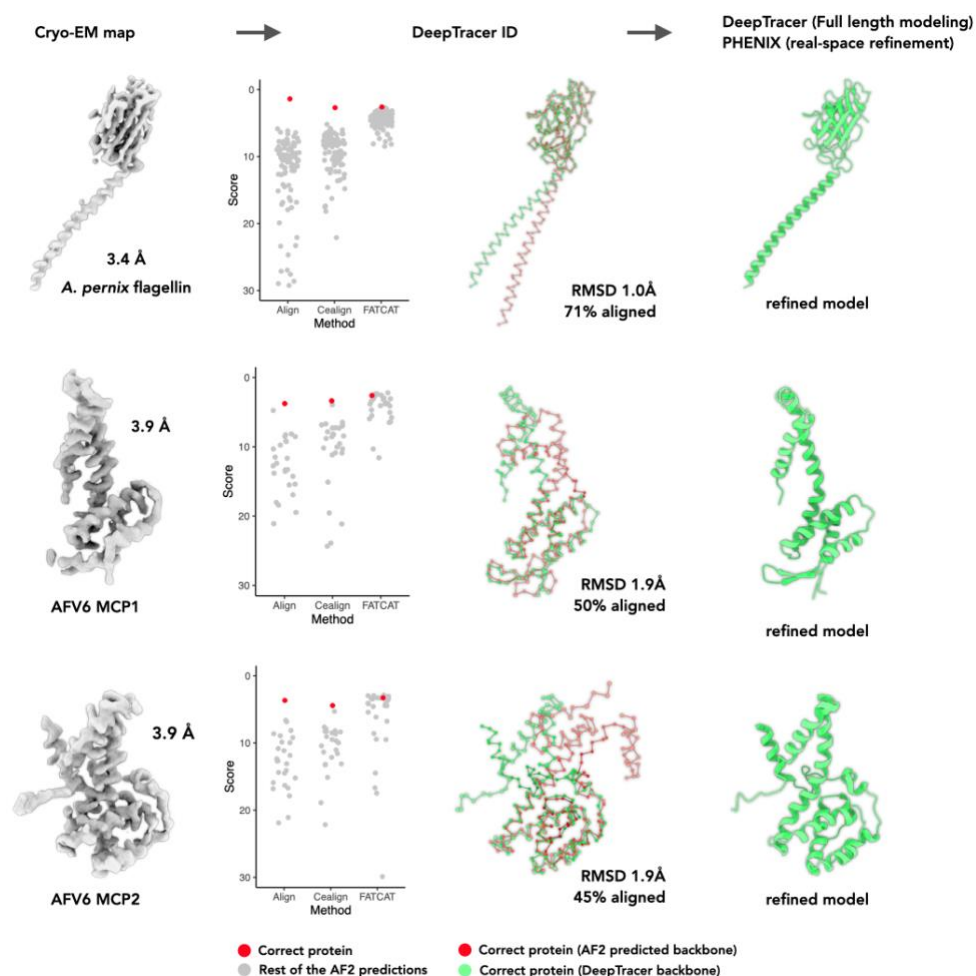 Cryo-EM map
DeepTracer ID
DeepTracer (Full length modeling)
PHENIX (real-space refinement)
0
10
20
30
Score
Align
Cealign
FATCAT
Method
3.4 Å
A. pernix flagellin
RMSD 1.0Å
71% aligned
refined model
0
10
20
30
Score
Align
Cealign
FATCAT
Method
3.9 Å
AFV6 MCP1
RMSD 1.9Å
50% aligned
refined model
0
10
20
30
Score
Align
Cealign
FATCAT
Method
3.9 Å
AFV6 MCP2
RMSD 1.9Å
45% aligned
refined model
Correct protein
Rest of the AF2 predictions
Correct protein (AF2 predicted backbone)
Correct protein (DeepTracer backbone)